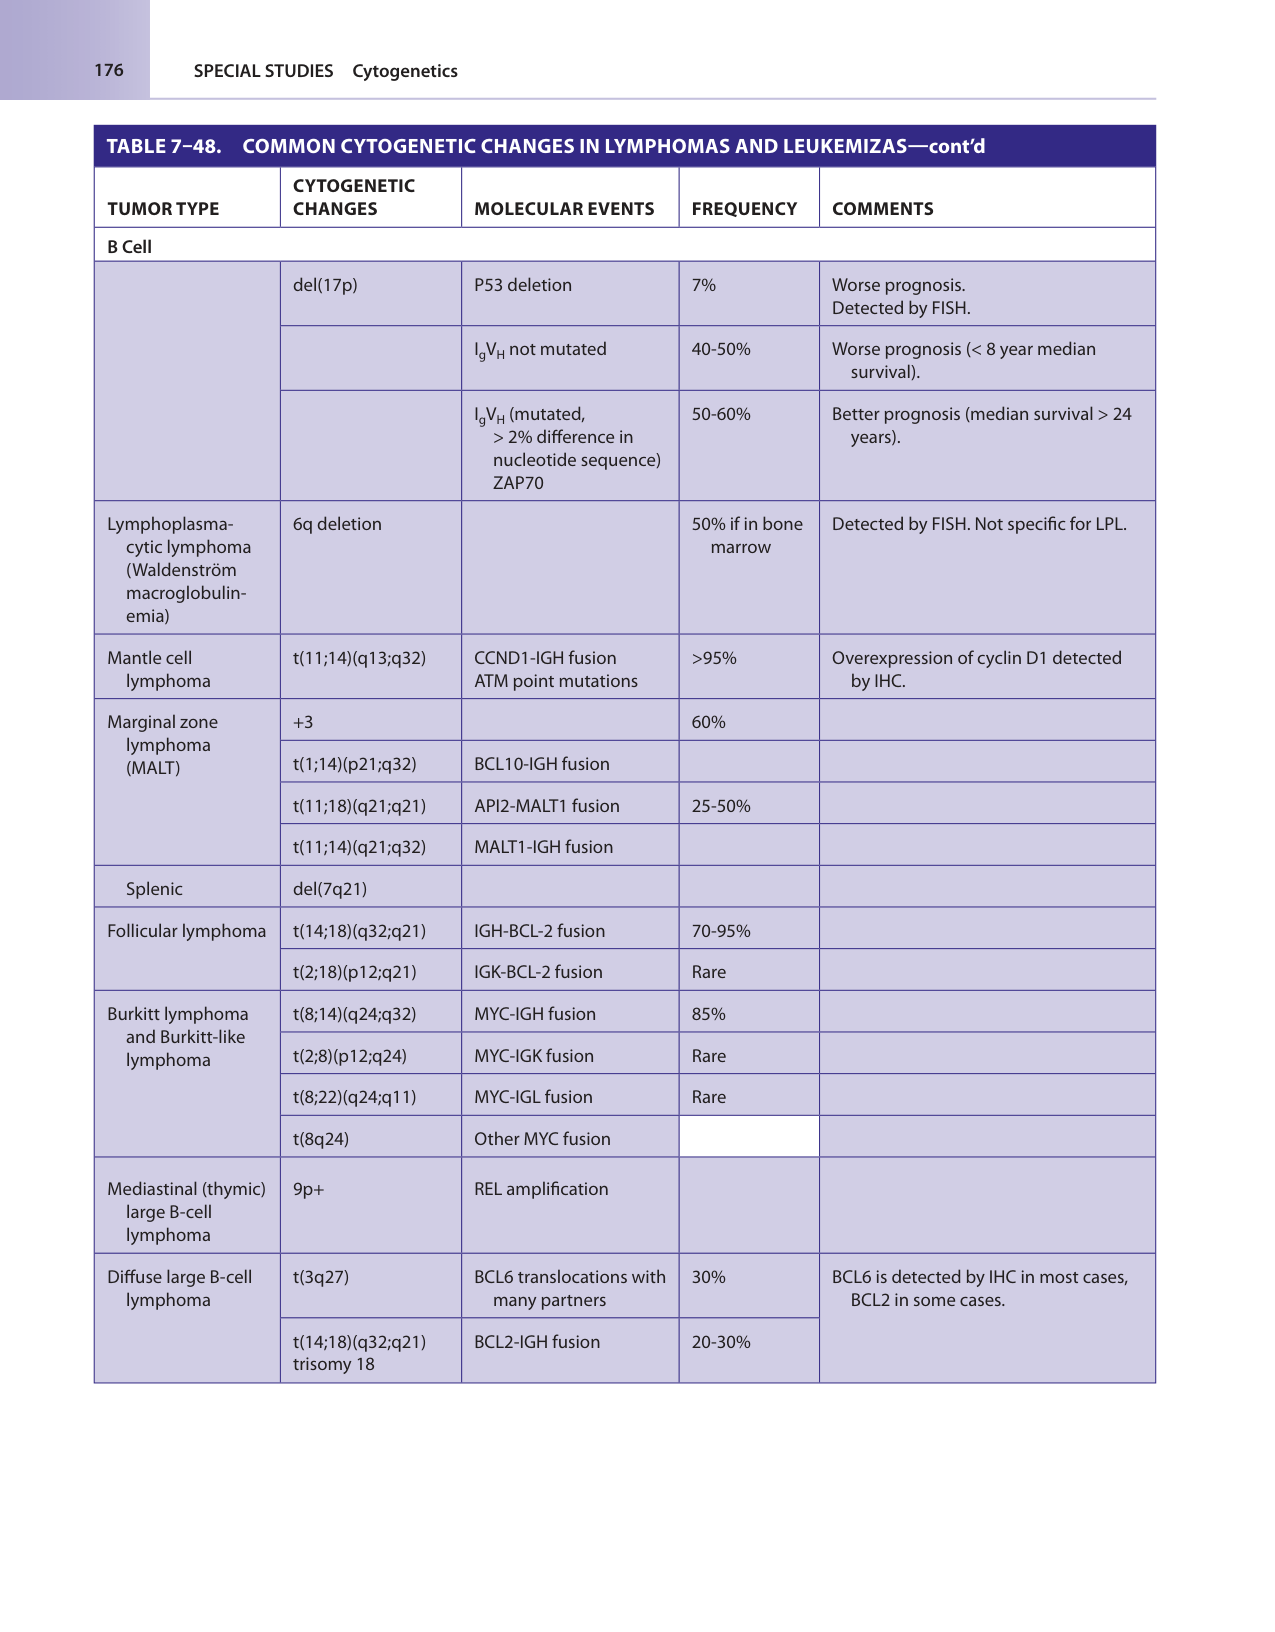 176 SPECIAL STUDIES Cytogenetics
TABLE 7–48. COMMON CYTOGENETIC CHANGES IN LYMPHOMAS AND LEUKEMIZAS—cont’d
TUMOR TYPE CYTOGENETIC CHANGES MOLECULAR EVENTS FREQUENCY COMMENTS
B Cell
del(17p) P53 deletion 7% Worse prognosis.
Detected by FISH.
IgVH not mutated 40-50% Worse prognosis (< 8 year median
survival).
IgVH (mutated, 50-60% Better prognosis (median survival > 24
> 2% difference in years).
nucleotide sequence)
ZAP70
Lymphoplasma- 6q deletion 50% if in bone Detected by FISH. Not specific for LPL.
cytic lymphoma marrow
(Waldenström
macroglobulin-
emia)
Mantle cell t(11;14)(q13;q32) CCND1-IGH fusion >95% Overexpression of cyclin D1 detected
lymphoma ATM point mutations by IHC.
Marginal zone +3 60%
lymphoma
(MALT) t(1;14)(p21;q32) BCL10-IGH fusion
t(11;18)(q21;q21) API2-MALT1 fusion 25-50%
t(11;14)(q21;q32) MALT1-IGH fusion
Splenic del(7q21)
Follicular lymphoma t(14;18)(q32;q21) IGH-BCL-2 fusion 70-95%
t(2;18)(p12;q21) IGK-BCL-2 fusion Rare
Burkitt lymphoma t(8;14)(q24;q32) MYC-IGH fusion 85%
and Burkitt-like
lymphoma t(2;8)(p12;q24) MYC-IGK fusion Rare
t(8;22)(q24;q11) MYC-IGL fusion Rare
t(8q24) Other MYC fusion
Mediastinal (thymic) 9p+ REL amplification
large B-cell
lymphoma
Diffuse large B-cell t(3q27) BCL6 translocations with 30% BCL6 is detected by IHC in most cases,
lymphoma many partners BCL2 in some cases.
t(14;18)(q32;q21) BCL2-IGH fusion 20-30%
trisomy 18